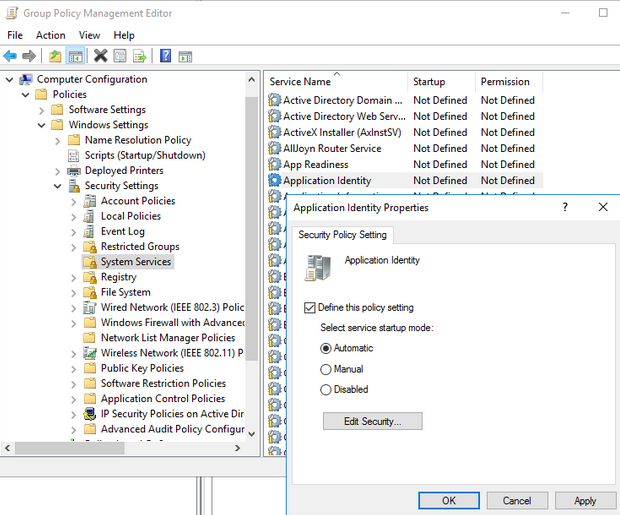 Group Policy Management Editor
File Action View Help
Computer Configuration
Policies
Software Settings
Windows Settings
Name Resolution Policy
Scripts (Startup/Shutdown)
Deployed Printers
Security Settings
Account Policies
Local Policies
Event Log
Restricted Groups
System Services
Registry
File System
Wired Network (IEEE 802.3) Polic
Windows Firewall with Advanced
Network List Manager Policies
Wireless Network (IEEE 802.11) P
Public Key Policies
Software Restriction Policies
Application Control Policies
IP Security Policies on Active Dir
Advanced Audit Policy Configur
Service Name Startup Permission
Active Directory Domain ... Not Defined Not Defined
Active Directory Web Serv... Not Defined Not Defined
ActiveX Installer (AxInstSV) Not Defined Not Defined
AllJoyn Router Service Not Defined Not Defined
App Readiness Not Defined Not Defined
Application Identity Not Defined Not Defined
Application Identity Properties
Security Policy Setting
Application Identity
Define this policy setting
Select service startup mode:
Automatic
Manual
Disabled
Edit Security...
OK Cancel Apply